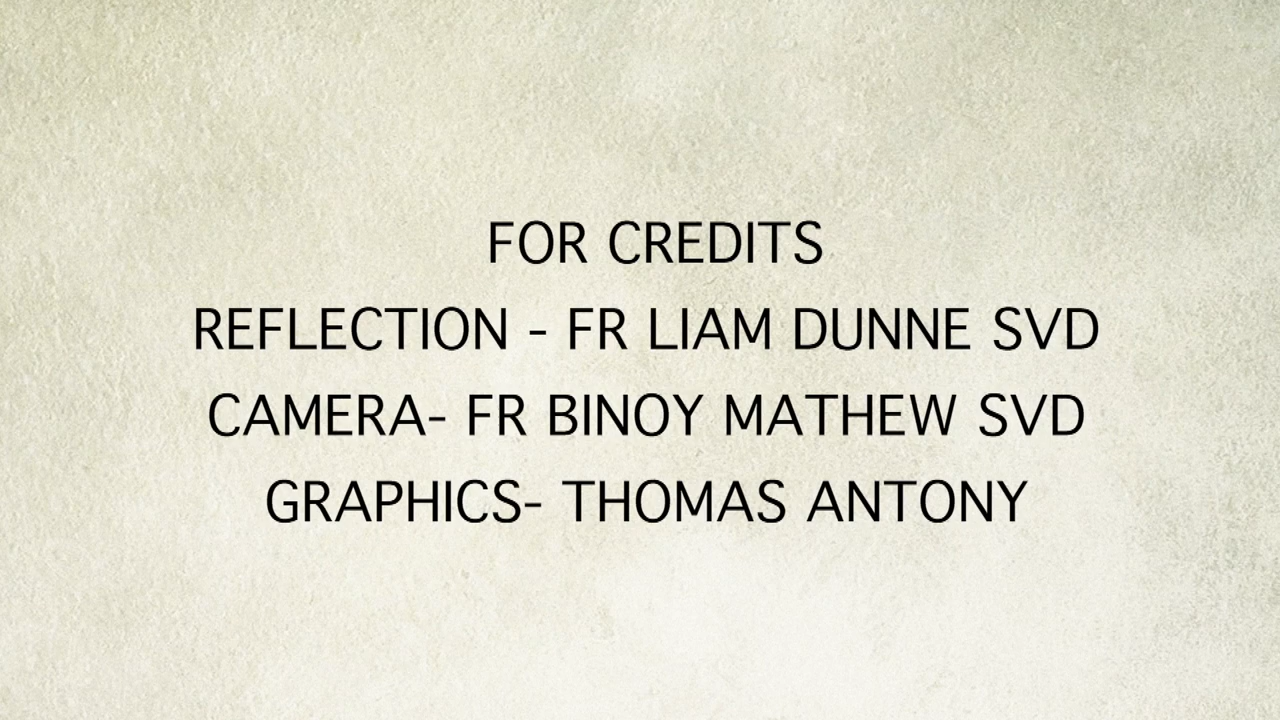 FOR CREDITS
REFLECTION - FR LIAM DUNNE SVD
CAMERA- FR BINOY MATHEW SVD
GRAPHICS- THOMAS ANTONY